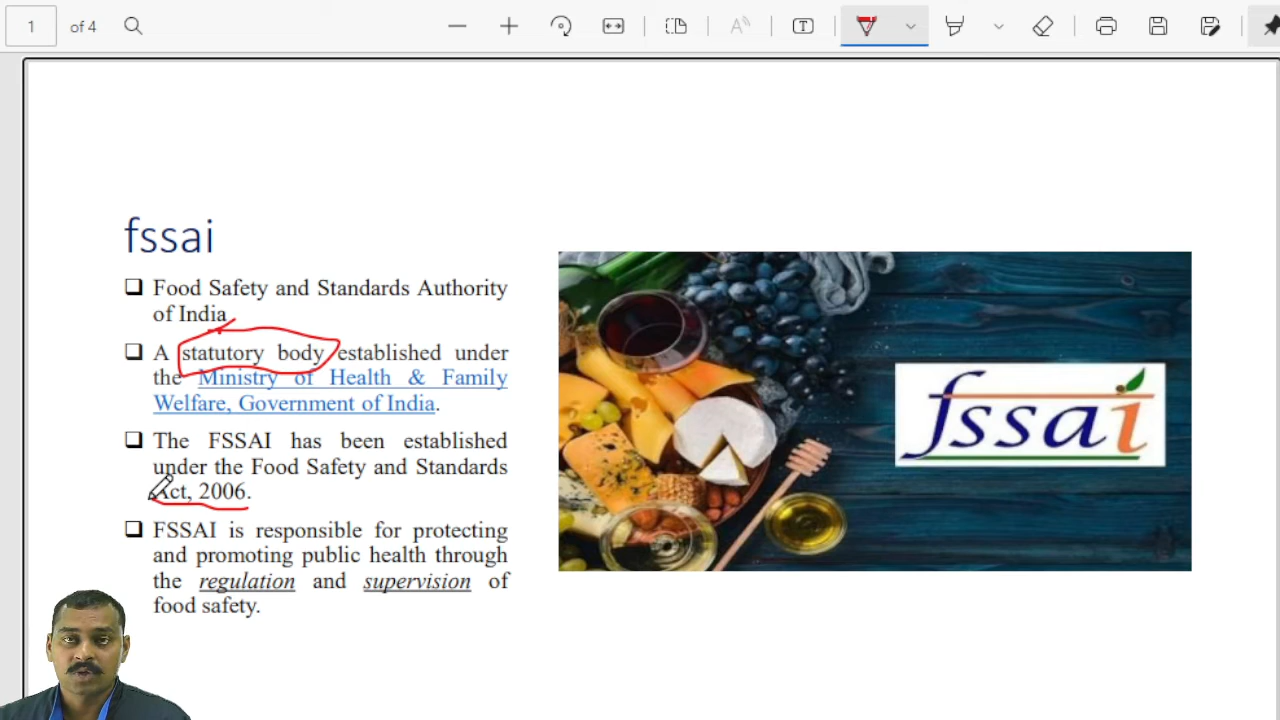 1
of 4
fssai
Food Safety and Standards Authority
of India
A statutory body established under
the Ministry of Health & Family
Welfare, Government of India.
The FSSAI has been established
under the Food Safety and Standards
Act, 2006.
FSSAI is responsible for protecting
and promoting public health through
the regulation and supervision of
food safety.
fssai